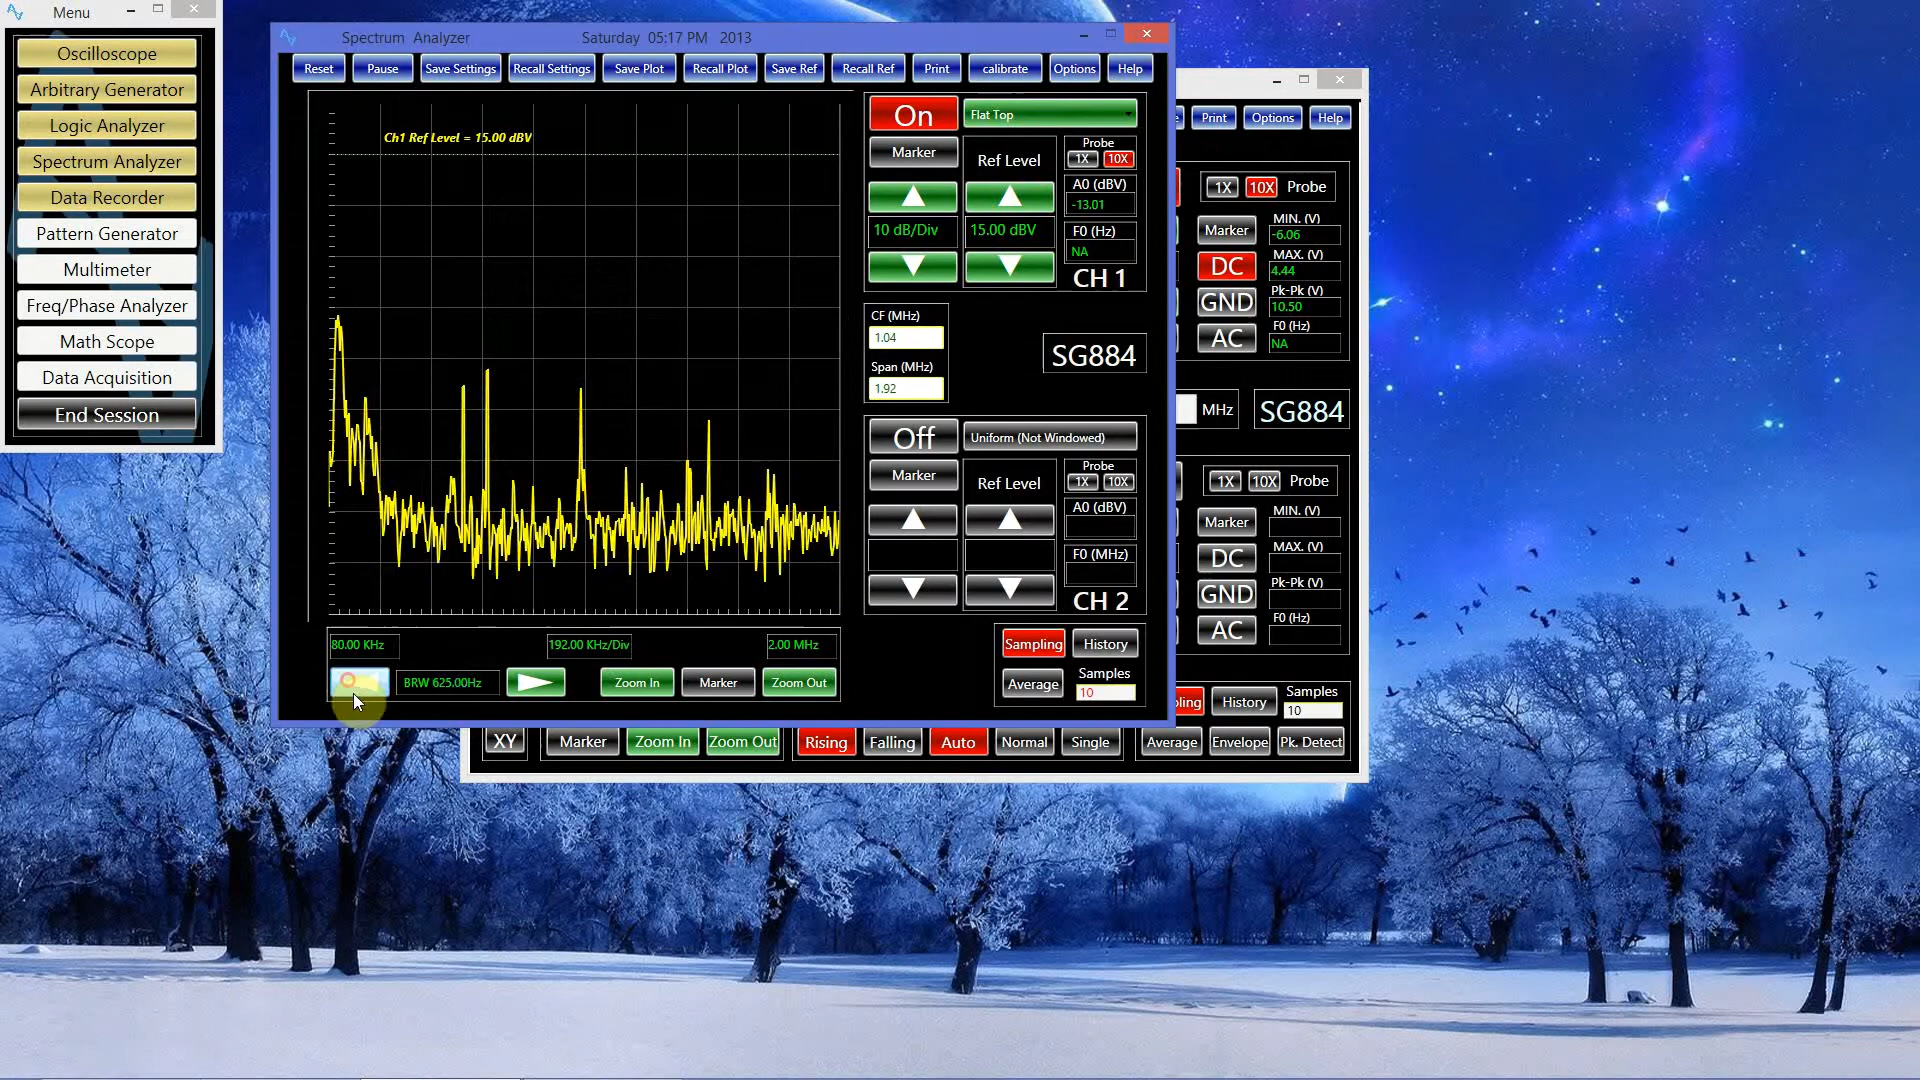 Menu
Oscilloscope
Arbitrary Generator
Logic Analyzer
Spectrum Analyzer
Data Recorder
Pattern Generator
Multimeter
Freq/Phase Analyzer
Math Scope
Data Acquisition
End Session
Spectrum Analyzer Saturday 05:17 PM 2013
Reset Pause Save Settings Recall Settings Save Plot Recall Plot Save Ref Recall Ref Print calibrate Options Help
Ch1 Ref Level = 15.00 dBV
On Flat Top
Marker Ref Level Probe
1X 10X
A0 (dBV)
-13.01
10 dB/Div 15.00 dBV F0 (Hz)
NA
CH 1
CF (MHz)
1.04
Span (MHz)
1.92
SG884
Off Uniform (Not Windowed)
Marker Ref Level Probe
1X 10X
A0 (dBV)
F0 (MHz)
CH 2
80.00 KHz 192.00 KHz/Div 2.00 MHz
BRW 625.00Hz Zoom In Marker Zoom Out
Sampling History
Average Samples
10
Print Options Help
1X 10X Probe
Marker MIN. (V)
-6.06
DC MAX. (V)
4.44
GND Pk-Pk (V)
10.50
AC F0 (Hz)
NA
MHz SG884
1X 10X Probe
Marker MIN. (V)
DC MAX. (V)
GND Pk-Pk (V)
AC F0 (Hz)
pling History Samples
10
XY Marker Zoom In Zoom Out Rising Falling Auto Normal Single Average Envelope Pk. Detect